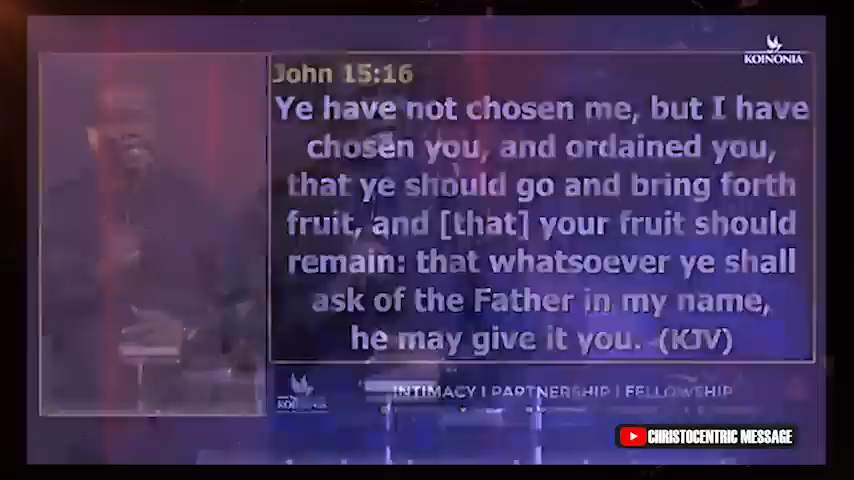 KOINONIA
John 15:16
Ye have not chosen me, but I have
chosen you, and ordained you,
that ye should go and bring forth
fruit, and [that] your fruit should
remain: that whatsoever ye shall
ask of the Father in my name,
he may give it you. (KJV)
KOINONIA
INTIMACY | PARTNERSHIP | FELLOWSHIP
CHRISTOCENTRIC MESSAGE